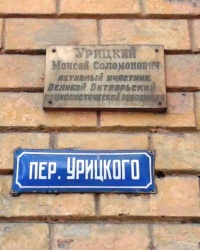 Урицкий
Моисей Соломонович
активный участник
Великой Октябрьской
социалистической революции
пер. УРИЦКОГО